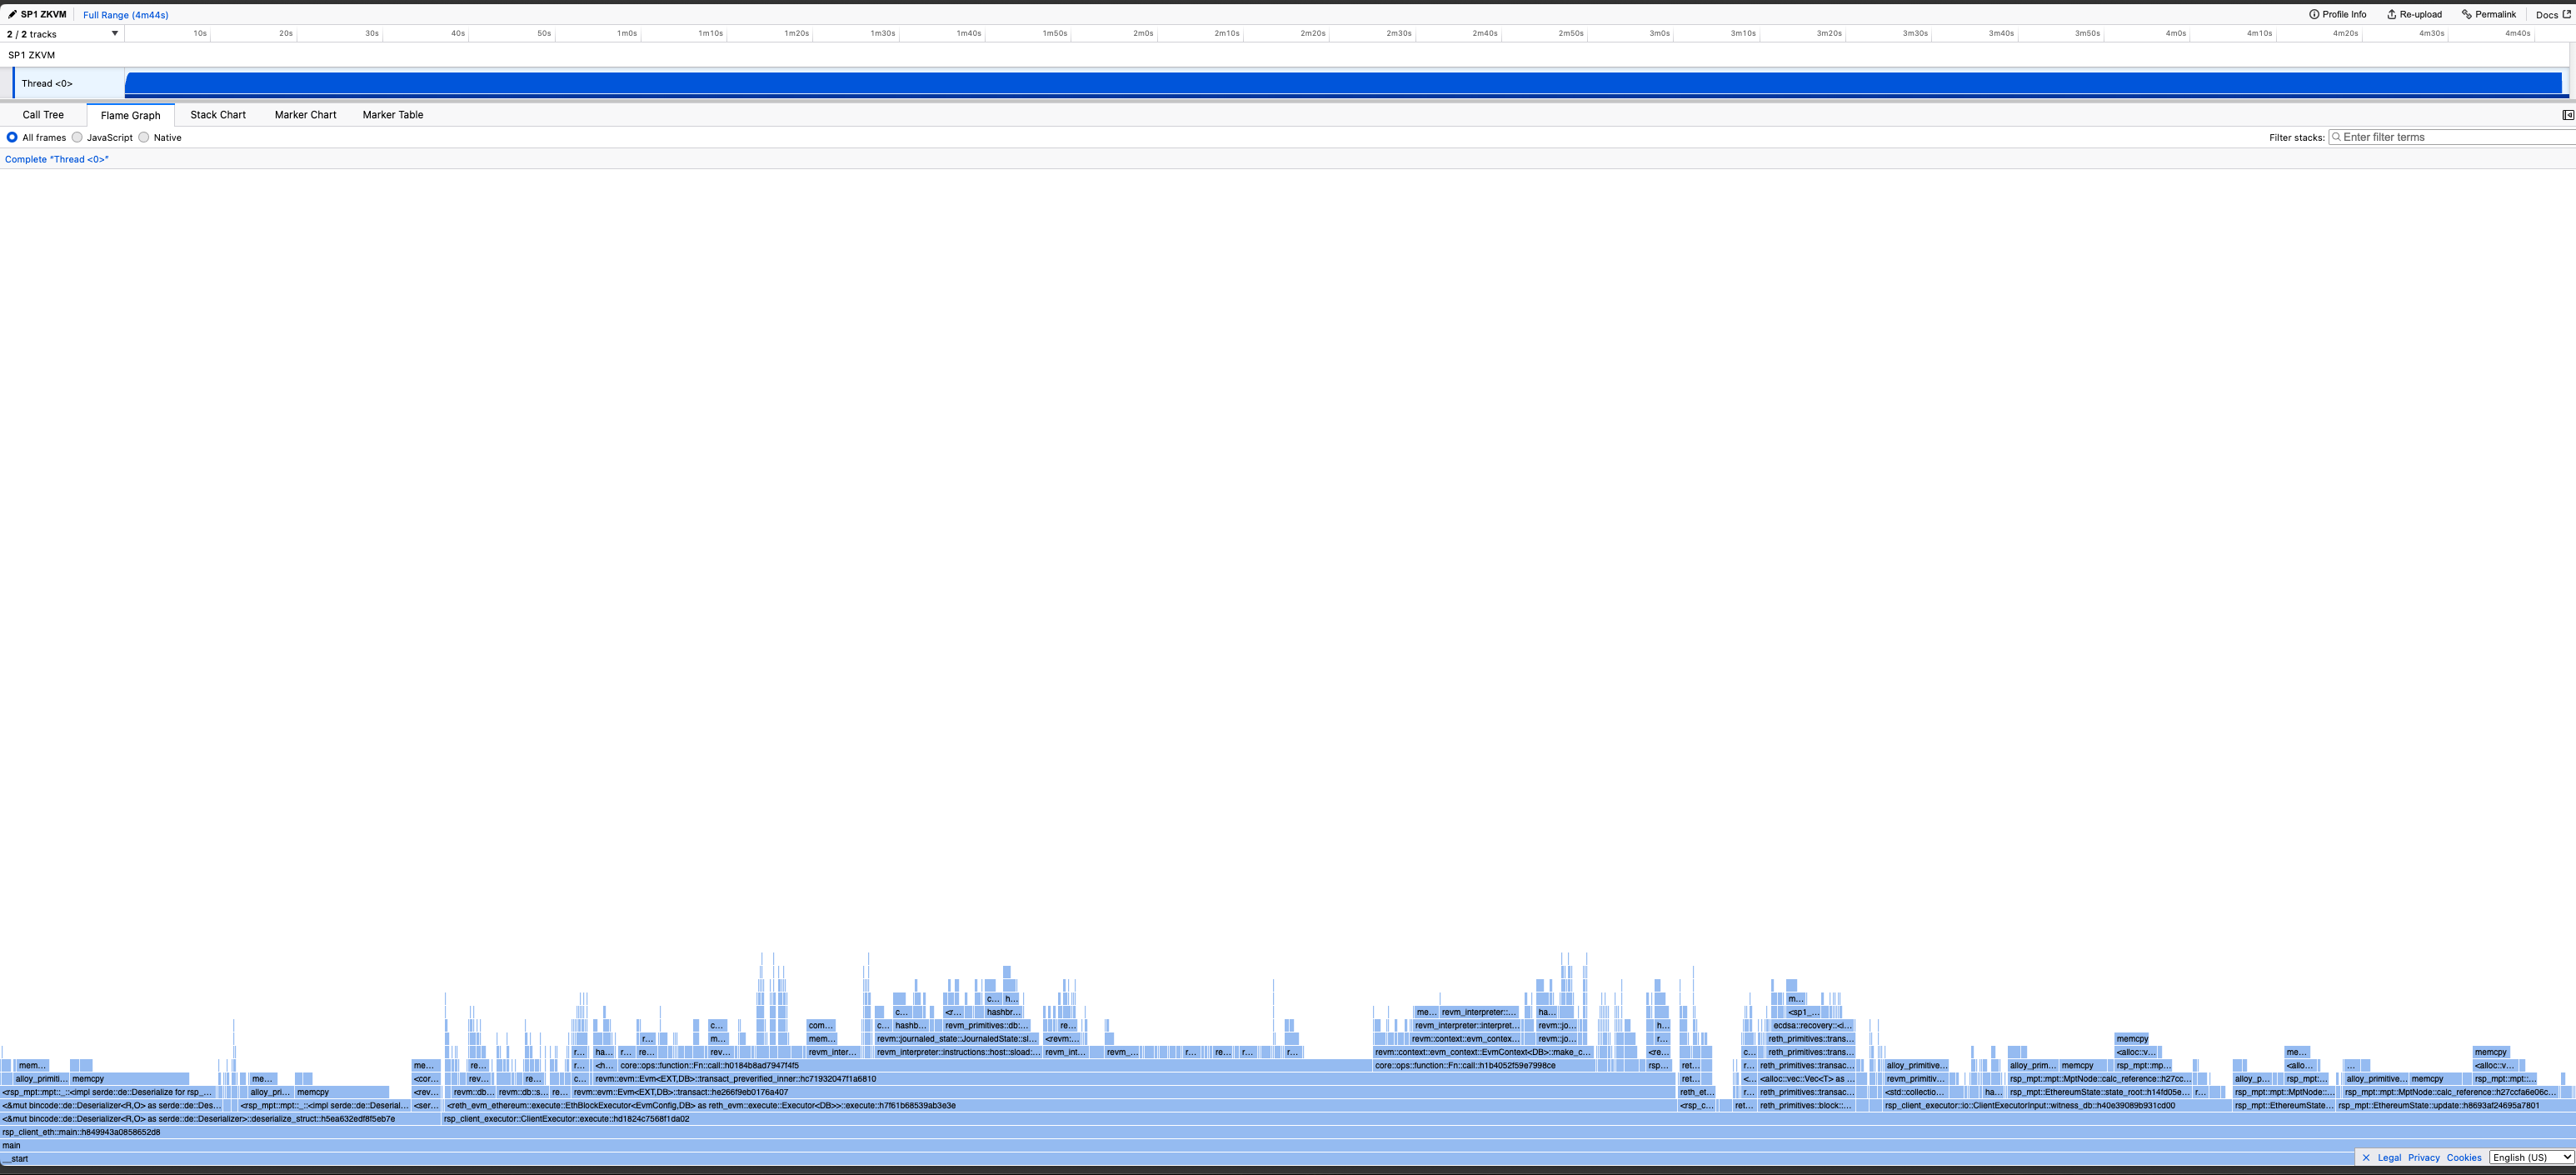 SP1 ZKVM Full Range (4m44s) Profile Info Re-upload Permalink Docs
2 / 2 tracks 10s 20s 30s 40s 50s 1m0s 1m10s 1m20s 1m30s 1m40s 1m50s 2m0s 2m10s 2m20s 2m30s 2m40s 2m50s 3m0s 3m10s 3m20s 3m30s 3m40s 3m50s 4m0s 4m10s 4m20s 4m30s 4m40s
SP1 ZKVM
Thread <0>
Call Tree Flame Graph Stack Chart Marker Chart Marker Table
All frames JavaScript Native Filter stacks: Enter filter terms
Complete "Thread <0>"
c... h... m...
c... <r... hashbr... me... revm_interpreter::... ha... <sp1_...
c... com... c... hashb... revm_primitives::db:... re... revm_interpreter::interpret... revm::jo... h... ecdsa::recovery::<i...
r... m... mem... revm::journaled_state::JournaledState::sl... <revm:... revm::context::evm_contex... revm::jo... r... reth_primitives::trans... memcpy
r... ha... r... re... rev... revm_inter... revm_interpreter::instructions::host::sload:... revm_int... revm_... r... re... r... r... revm::context::evm_context::EvmContext<DB>::make_c... <re... c... reth_primitives::trans... <alloc::v... me... memcpy
mem... me... re... r... <h... core::ops::function::Fn::call::h0184b8ad7947f4f5 core::ops::function::Fn::call::h1b4052f59e7998ce rsp... ret... r... reth_primitives::transac... alloy_primitive... alloy_prim... memcpy rsp_mpt::mp... <allo... ... <alloc::v...
alloy_primiti... memcpy me... <cor... rev... re... c... revm::evm::Evm<EXT,DB>::transact_preverified_inner::hc71932047f1a6810 ret... <... <alloc::vec::Vec<T> as ... revm_primitiv... rsp_mpt::mpt::MptNode::calc_reference::h27cc... alloy_p... rsp_mpt:... alloy_primitive... memcpy rsp_mpt::mpt::...
<rsp_mpt::mpt::_::<impl serde::de::Deserialize for rsp_... alloy_pri... memcpy <rev... revm::db... revm::db::s... re... revm::evm::Evm<EXT,DB>::transact::he266f9eb0176a407 reth_et... r... reth_primitives::transac... <std::collectio... ha... rsp_mpt::EthereumState::state_root::h14fd05e... r... rsp_mpt::mpt::MptNode::... rsp_mpt::mpt::MptNode::calc_reference::h27ccfa6e06c...
<&mut bincode::de::Deserializer<R,O> as serde::de::Des... <rsp_mpt::mpt::_::<impl serde::de::Deserial... <ser... <reth_evm_ethereum::execute::EthBlockExecutor<EvmConfig,DB> as reth_evm::execute::Executor<DB>>::execute::h7f61b68539ab3e3e <rsp_c... ret... reth_primitives::block::... rsp_client_executor::io::ClientExecutorInput::witness_db::h40e39089b931cd00 rsp_mpt::EthereumState... rsp_mpt::EthereumState::update::h8693af24695a7801
<&mut bincode::de::Deserializer<R,O> as serde::de::Deserializer>::deserialize_struct::h5ea632edf8f5eb7e rsp_client_executor::ClientExecutor::execute::hd1824c7568f1da02
rsp_client_eth::main::h849943a0858652d8
main
__start Legal Privacy Cookies English (US)